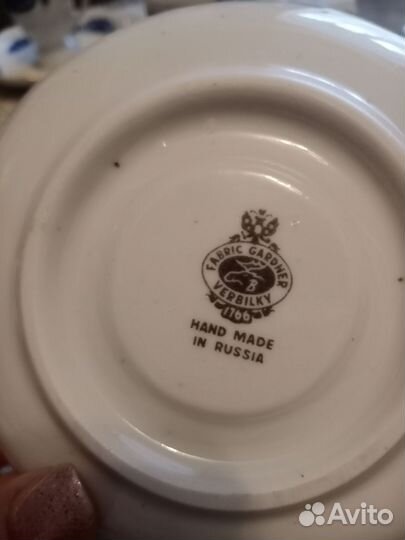 FABRIC GARDNER
B
VERBILKY
1766
HAND MADE
IN RUSSIA
Avito